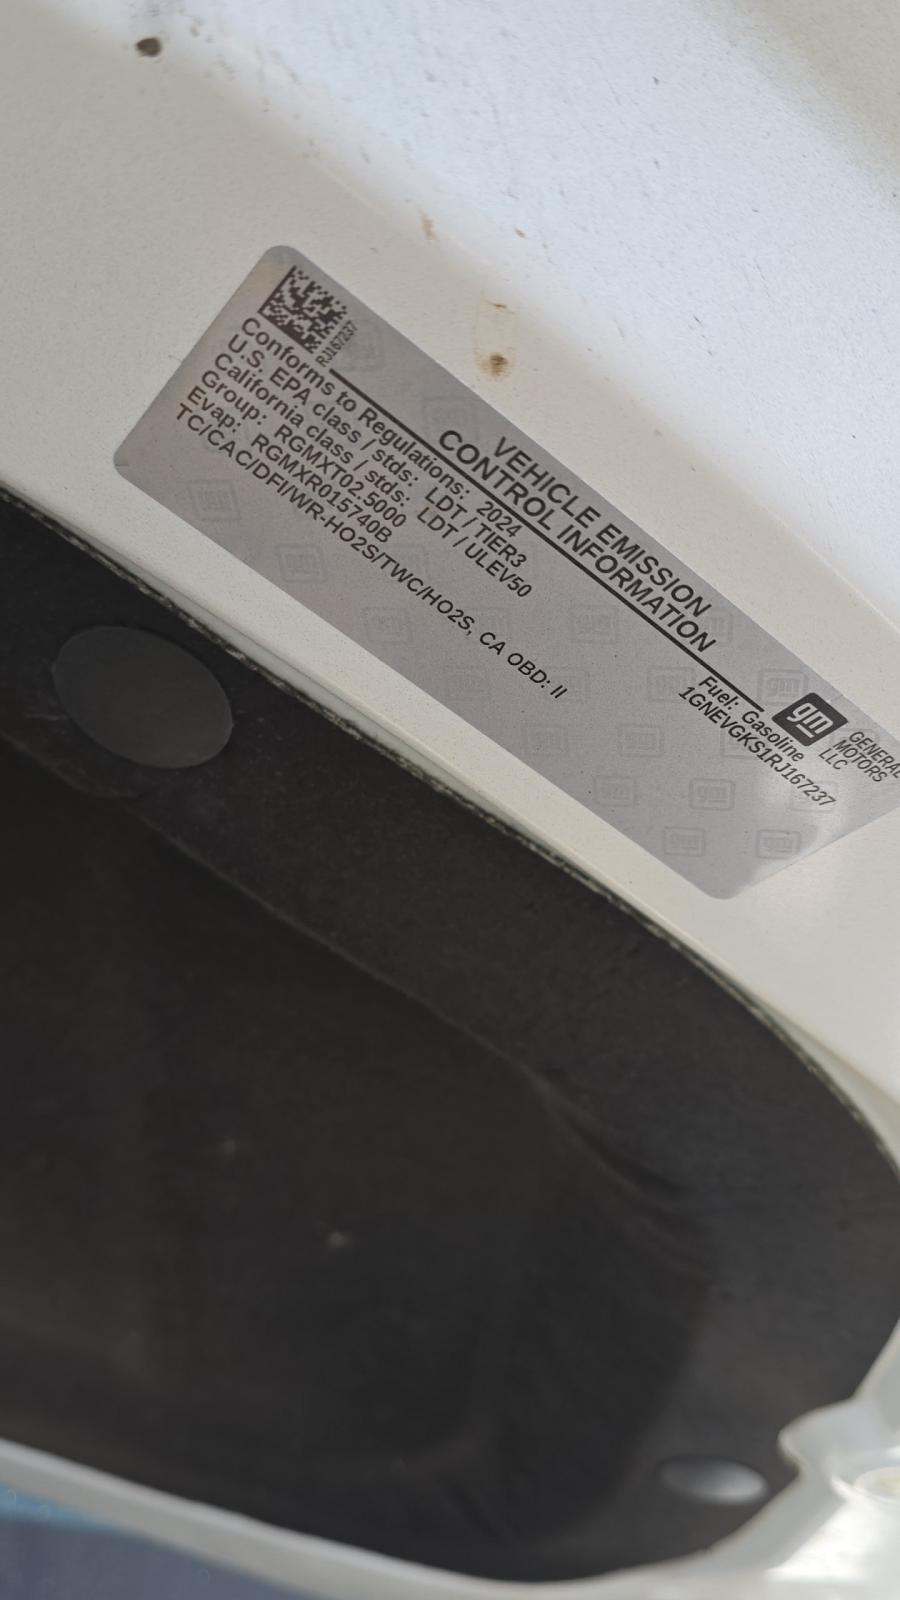 RJ167237
VEHICLE EMISSION
CONTROL INFORMATION
gm
GENERAL
MOTORS
LLC
Conforms to Regulations: 2024
U.S. EPA class / stds: LDT / TIER3
California class / stds: LDT / ULEV50
Group: RGMXT02.5000
Evap: RGMXR015740B
TC/CAC/DFI/WR-HO2S/TWC/HO2S, CA OBD: II
Fuel: Gasoline
1GNEVGKS1RJ167237